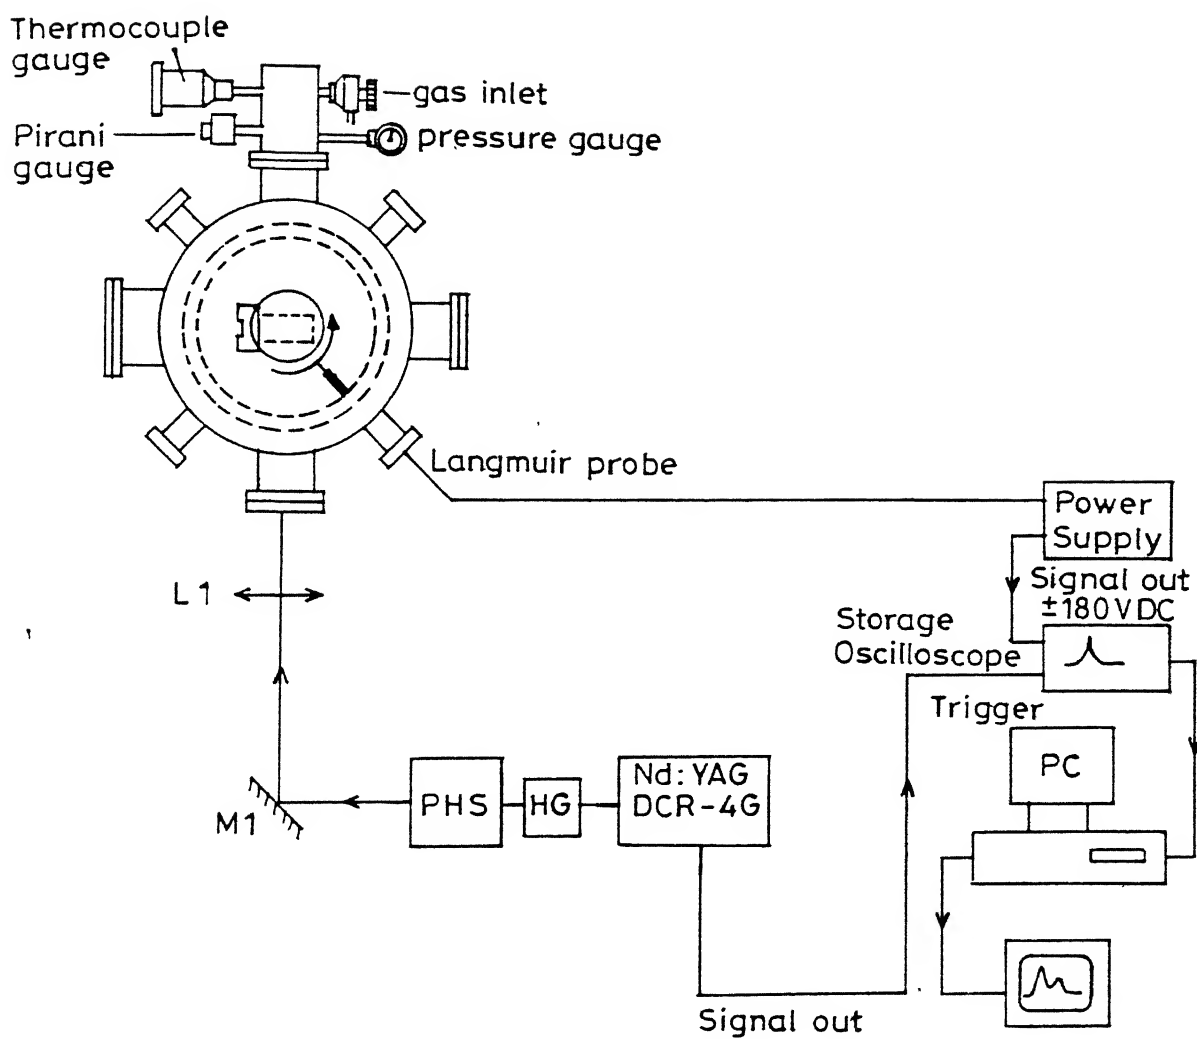 Thermocouple
gauge
gas inlet
Pirani
gauge
pressure gauge
Langmuir probe
Power
Supply
Signal out
±180VDC
L1
Storage
Oscilloscope
Trigger
PC
Nd:YAG
DCR-4G
PHS
HG
M1
Signal out